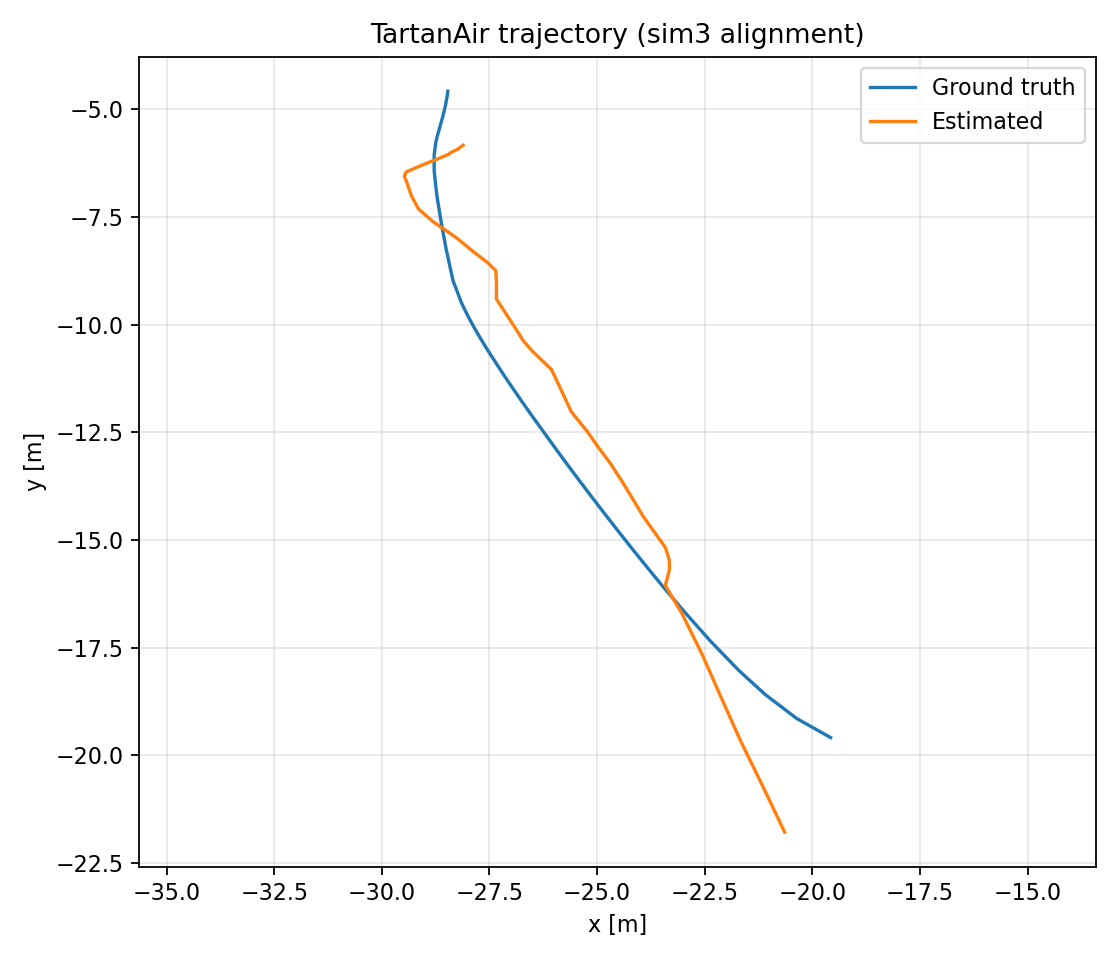 TartanAir trajectory (sim3 alignment)
Ground truth
Estimated
−5.0
−7.5
−10.0
−12.5
−15.0
−17.5
−20.0
−22.5
y [m]
−35.0 −32.5 −30.0 −27.5 −25.0 −22.5 −20.0 −17.5 −15.0
x [m]